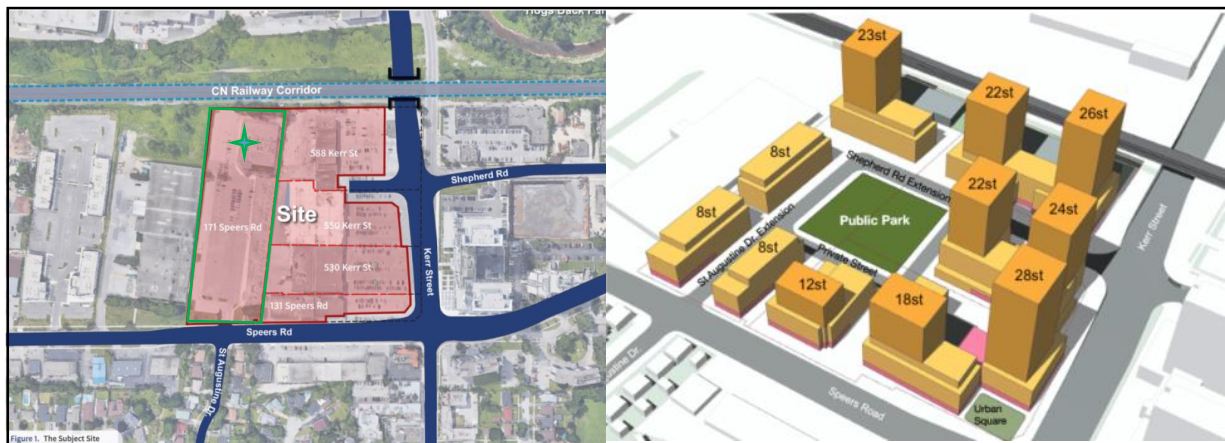 Hogs Back Park
CN Railway Corridor
588 Kerr St
Shepherd Rd
Site
171 Speers Rd
550 Kerr St
530 Kerr St
Kerr Street
131 Speers Rd
Speers Rd
St Augustine Dr.
Figure 1. The Subject Site
23st
22st
26st
8st
Shepherd Rd Extension
22st
8st
Public Park
24st
Kerr Street
St Augustine Dr. Extension
8st
Private Street
28st
12st
18st
Speers Road
Urban
Square